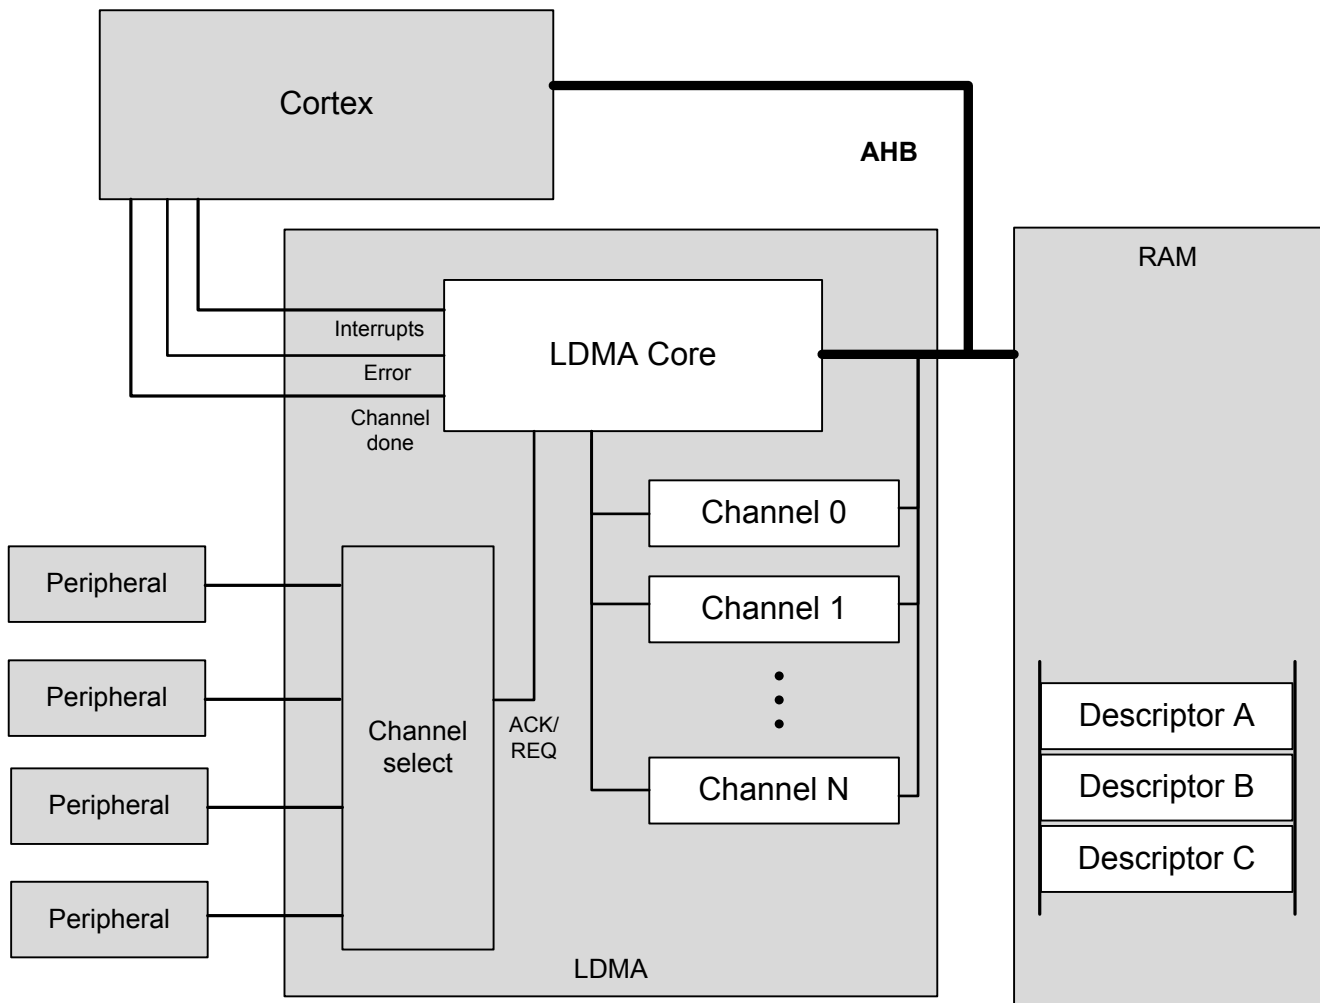 Cortex
AHB
RAM
Interrupts
LDMA Core
Error
Channel
done
Channel 0
Peripheral
Channel 1
Peripheral
ACK/
REQ
Channel
select
Descriptor A
Peripheral
Channel N
Descriptor B
Descriptor C
Peripheral
LDMA